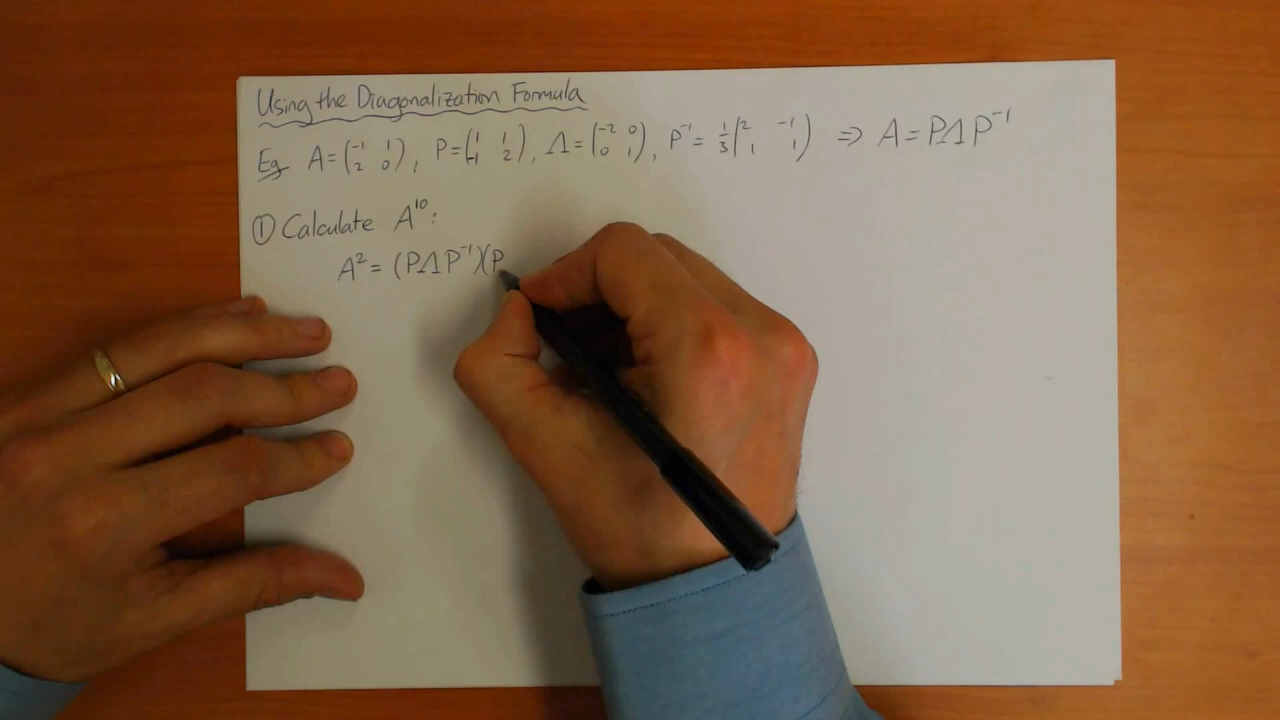 Using the Diagonalization Formula
Eg A = (-1 1 2 0), P = (1 1 -1 2), Λ = (-2 0 0 1), P⁻¹ = 1/3 (2 -1 1 1) ⇒ A = PΛP⁻¹
① Calculate A¹⁰:
A² = (PΛP⁻¹)(P